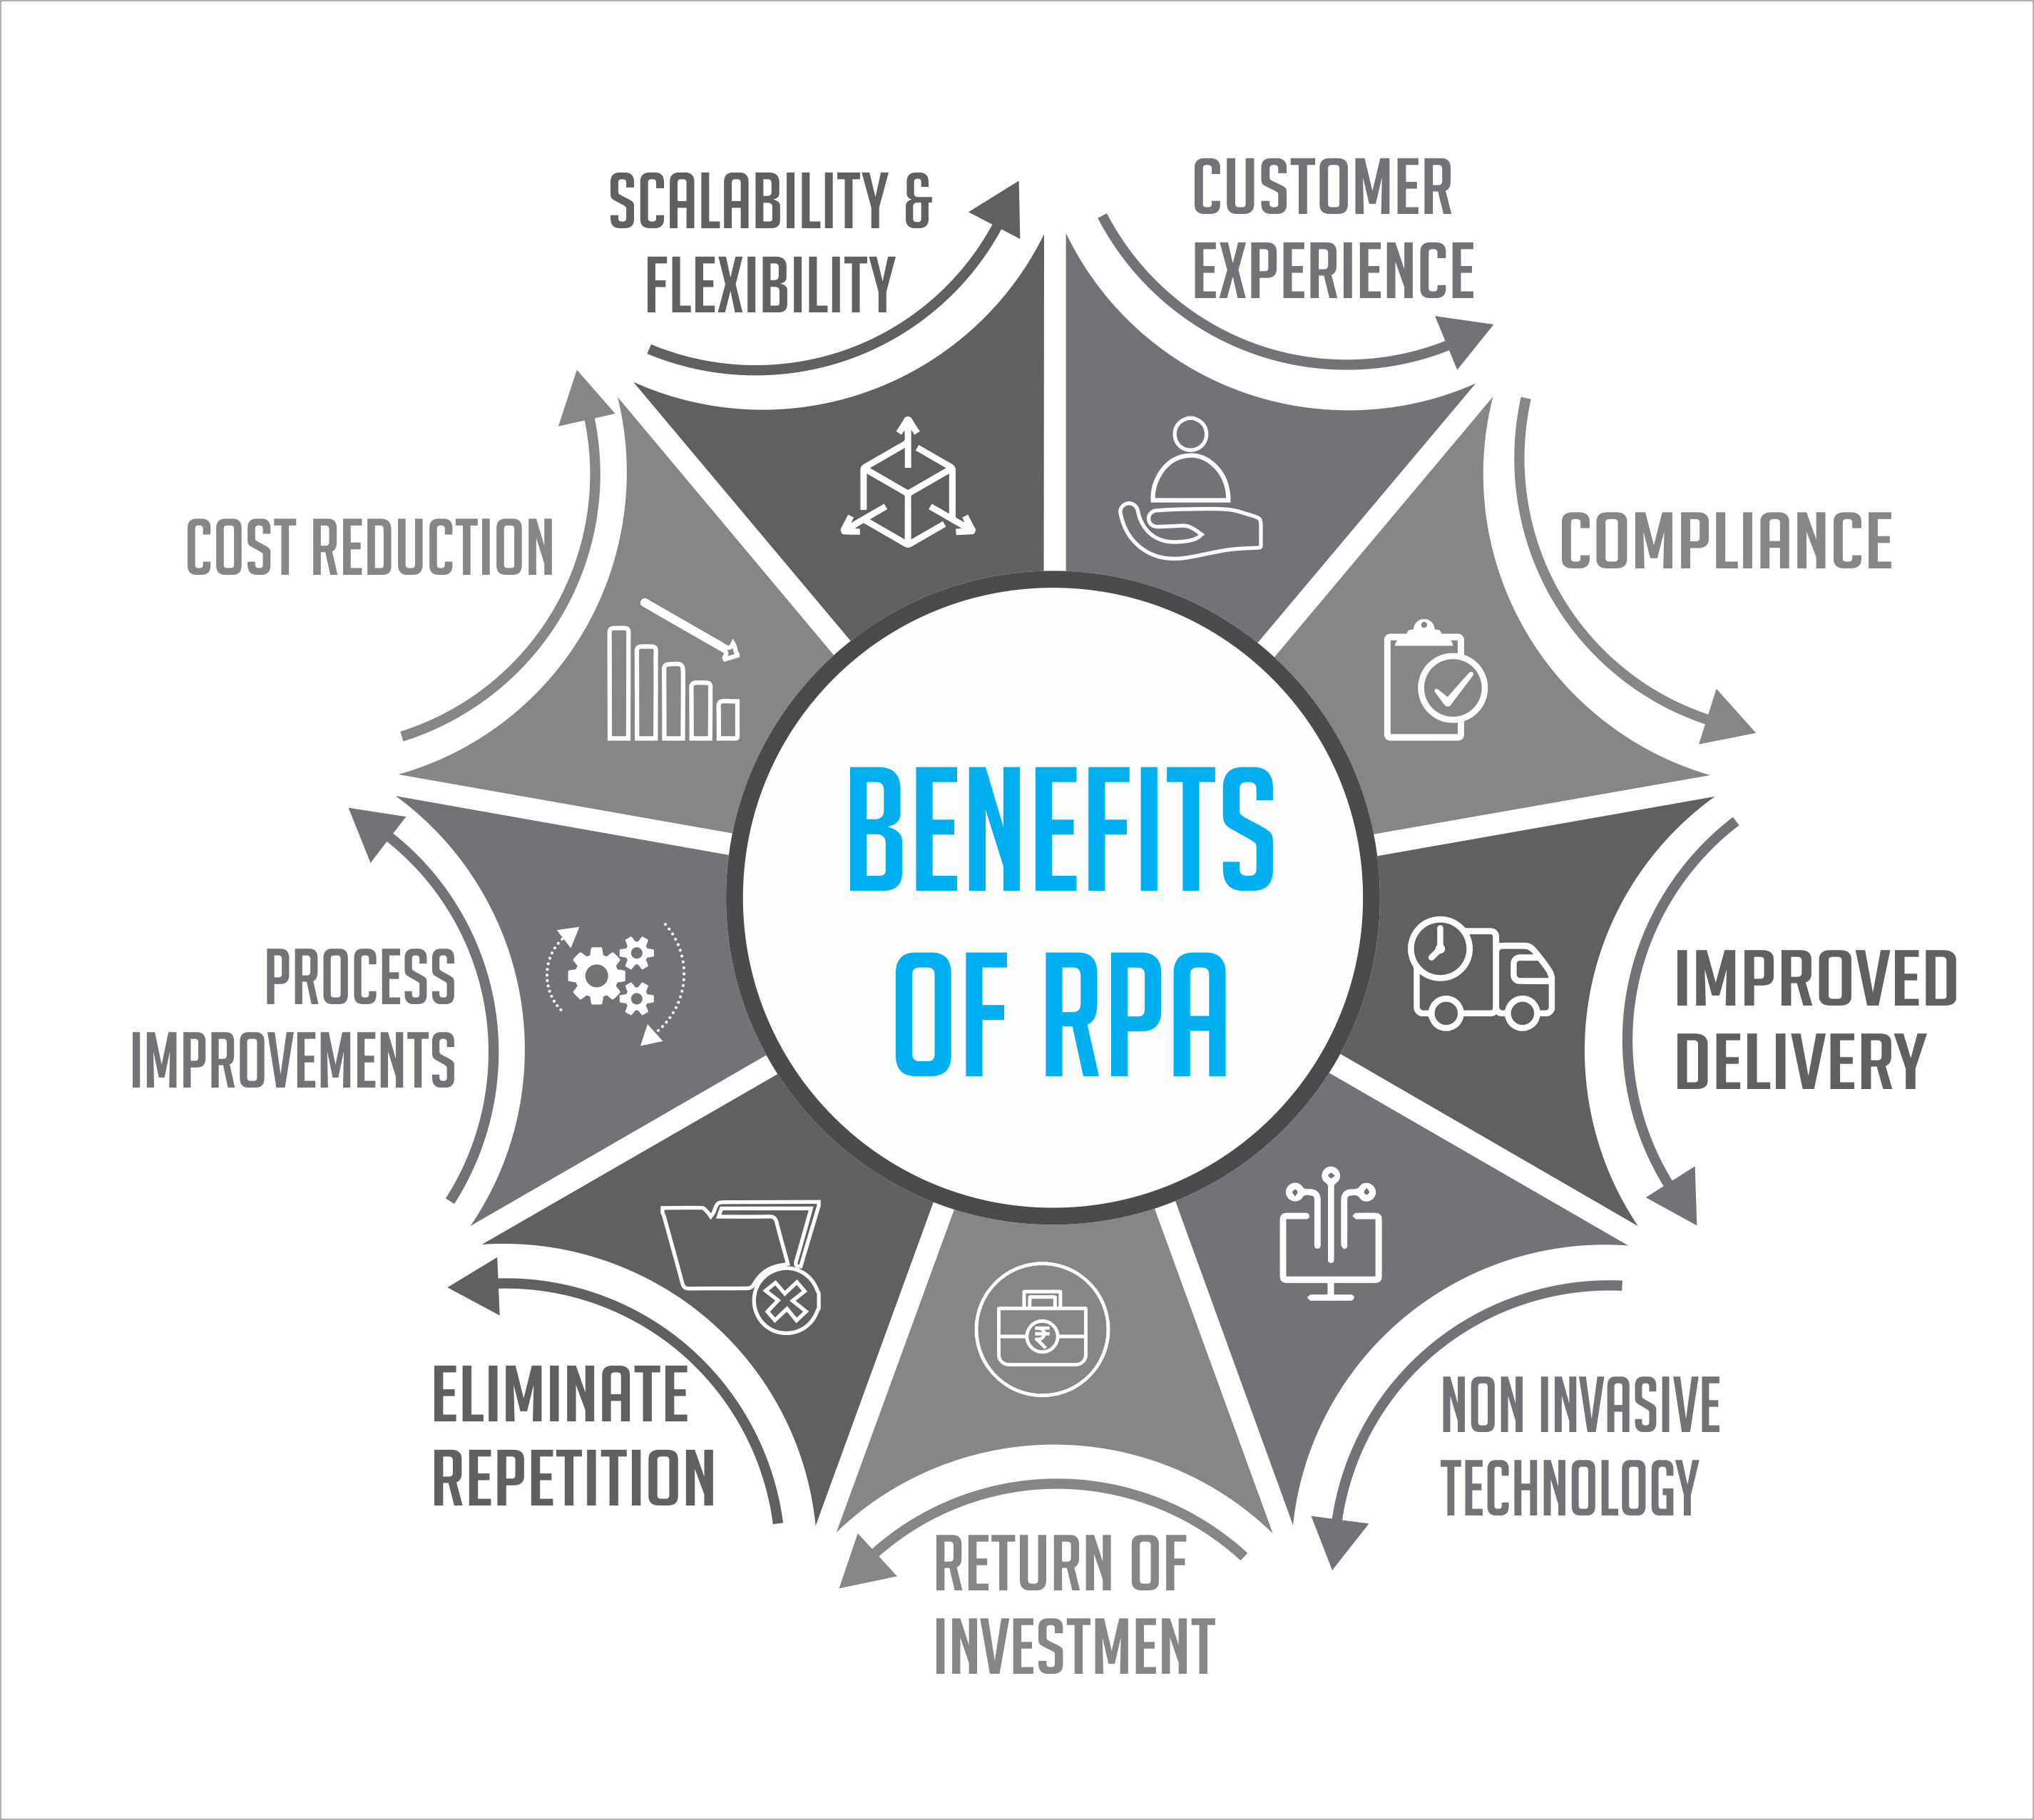 BENEFITS
OF RPA
SCALABILITY &
FLEXIBILITY
CUSTOMER
EXPERIENCE
COMPLIANCE
IMPROVED
DELIVERY
NON INVASIVE
TECHNOLOGY
RETURN OF
INVESTMENT
ELIMINATE
REPETITION
PROCESS
IMPROVEMENTS
COST REDUCTION
₹